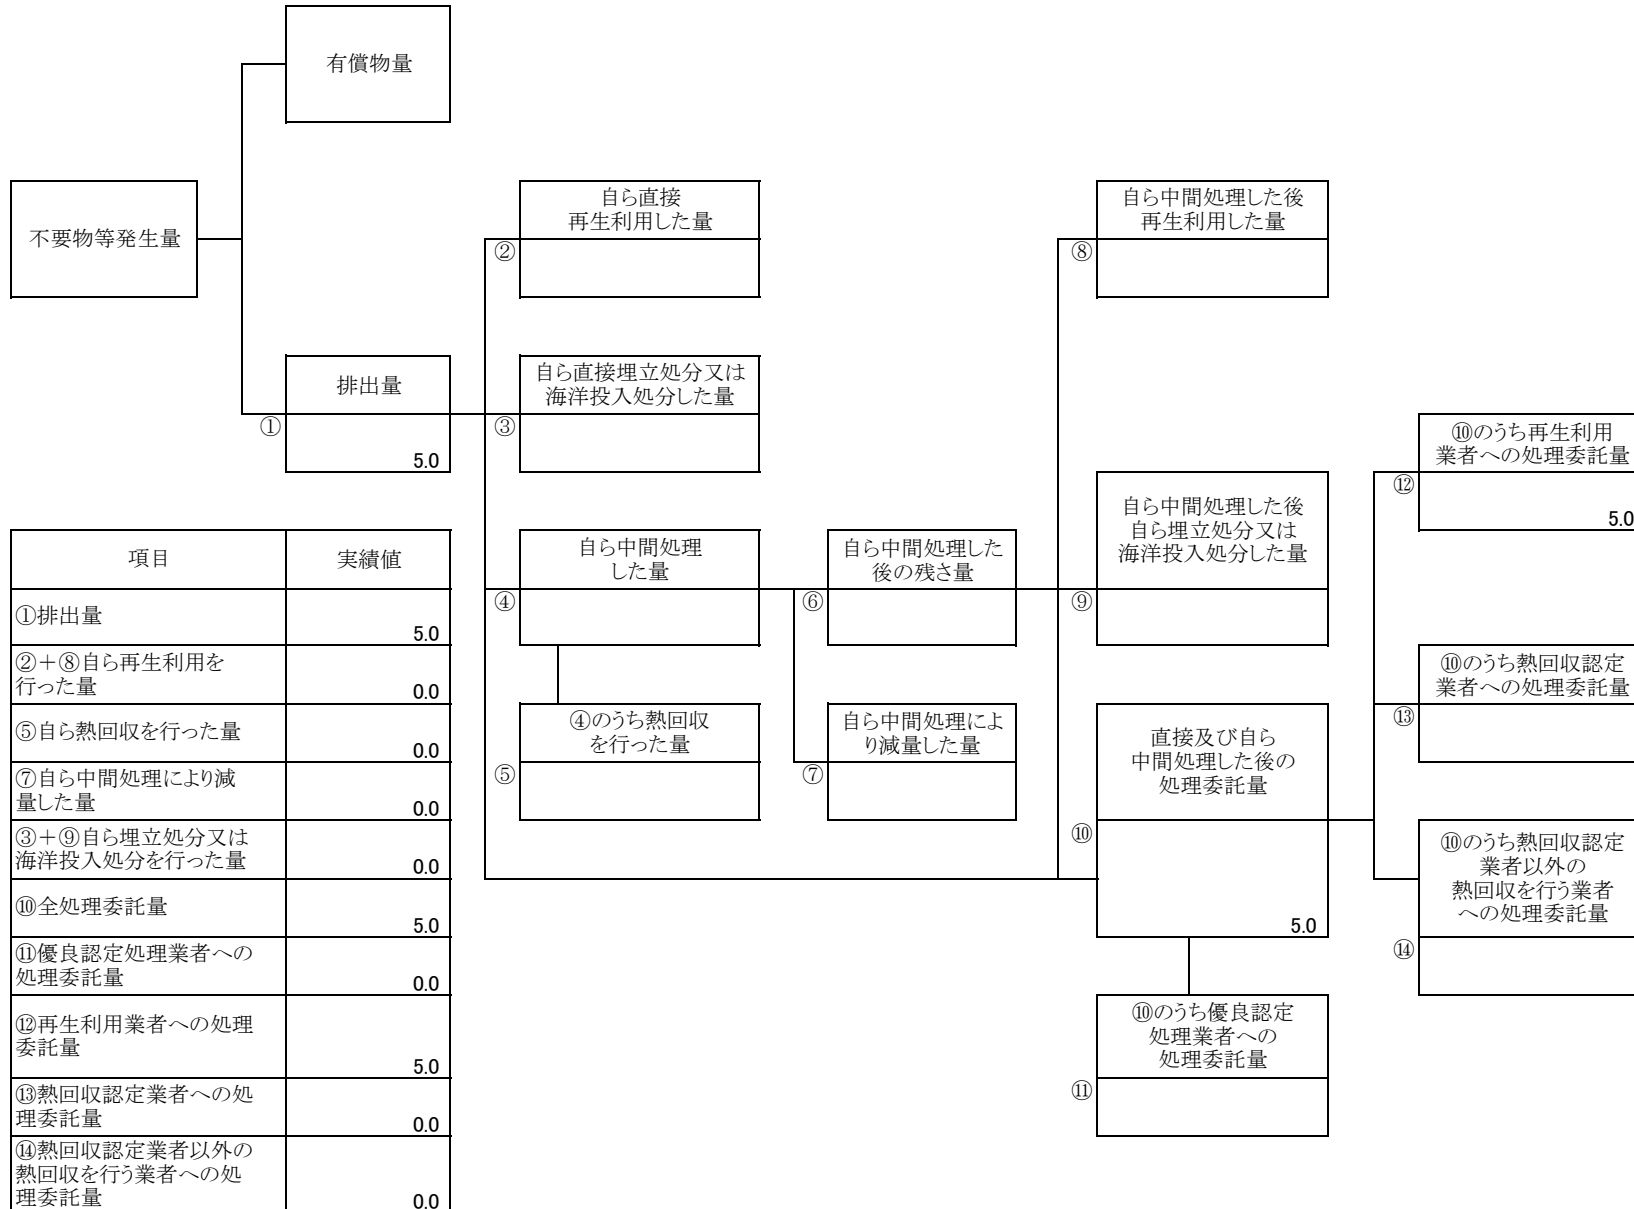 有償物量
不要物等発生量
自ら直接
再生利用した量
②
自ら中間処理した後
再生利用した量
⑧
排出量
①
5.0
自ら直接埋立処分又は
海洋投入処分した量
③
⑩のうち再生利用
業者への処理委託量
⑫
5.0
自ら中間処理した後
自ら埋立処分又は
海洋投入処分した量
⑨
自ら中間処理
した量
④
自ら中間処理した
後の残さ量
⑥
⑩のうち熱回収認定
業者への処理委託量
⑬
④のうち熱回収
を行った量
⑤
自ら中間処理によ
り減量した量
⑦
直接及び自ら
中間処理した後の
処理委託量
⑩
5.0
⑩のうち熱回収認定
業者以外の
熱回収を行う業者
への処理委託量
⑭
⑩のうち優良認定
処理業者への
処理委託量
⑪
項目
実績値
①排出量
5.0
②+⑧自ら再生利用を
行った量
0.0
⑤自ら熱回収を行った量
0.0
⑦自ら中間処理により減
量した量
0.0
③+⑨自ら埋立処分又は
海洋投入処分を行った量
0.0
⑩全処理委託量
5.0
⑪優良認定処理業者への
処理委託量
0.0
⑫再生利用業者への処理
委託量
5.0
⑬熱回収認定業者への処
理委託量
0.0
⑭熱回収認定業者以外の
熱回収を行う業者への処
理委託量
0.0